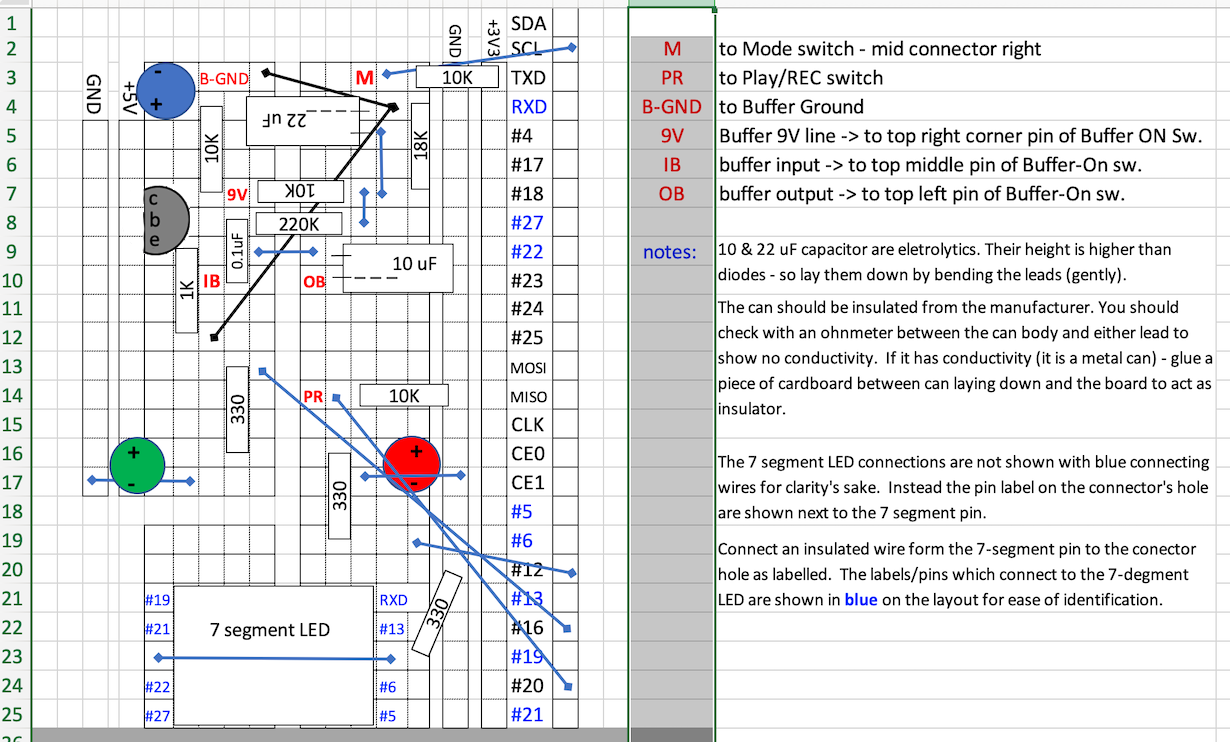 1 SDA
2 GND +3V3 SCL M to Mode switch - mid connector right
3 GND +5V - B-GND M 10K TXD PR to Play/REC switch
4 + 22 uF RXD B-GND to Buffer Ground
5 10K 18K #4 9V Buffer 9V line -> to top right corner pin of Buffer ON Sw.
6 #17 IB buffer input -> to top middle pin of Buffer-On sw.
7 c 9V 10K #18 OB buffer output -> to top left pin of Buffer-On sw.
8 b 220K #27
9 e 0.1uF 10 uF #22 notes: 10 & 22 uF capacitor are eletrolytics. Their height is higher than
diodes - so lay them down by bending the leads (gently).
10 1K IB OB #23
11 #24 The can should be insulated from the manufacturer. You should
12 #25 check with an ohnmeter between the can body and either lead to
13 MOSI show no conductivity. If it has conductivity (it is a metal can) - glue a
14 330 PR 10K MISO piece of cardboard between can laying down and the board to act as
insulator.
15 CLK
16 + + CE0 The 7 segment LED connections are not shown with blue connecting
17 - 330 - CE1 wires for clarity's sake. Instead the pin label on the connector's hole
18 #5 are shown next to the 7 segment pin.
19 #6 Connect an insulated wire form the 7-segment pin to the conector
20 #12 hole as labelled. The labels/pins which connect to the 7-degment
21 #19 RXD 330 #13 LED are shown in blue on the layout for ease of identification.
22 #21 7 segment LED #13 #16
23 #19
24 #22 #6 #20
25 #27 #5 #21
26